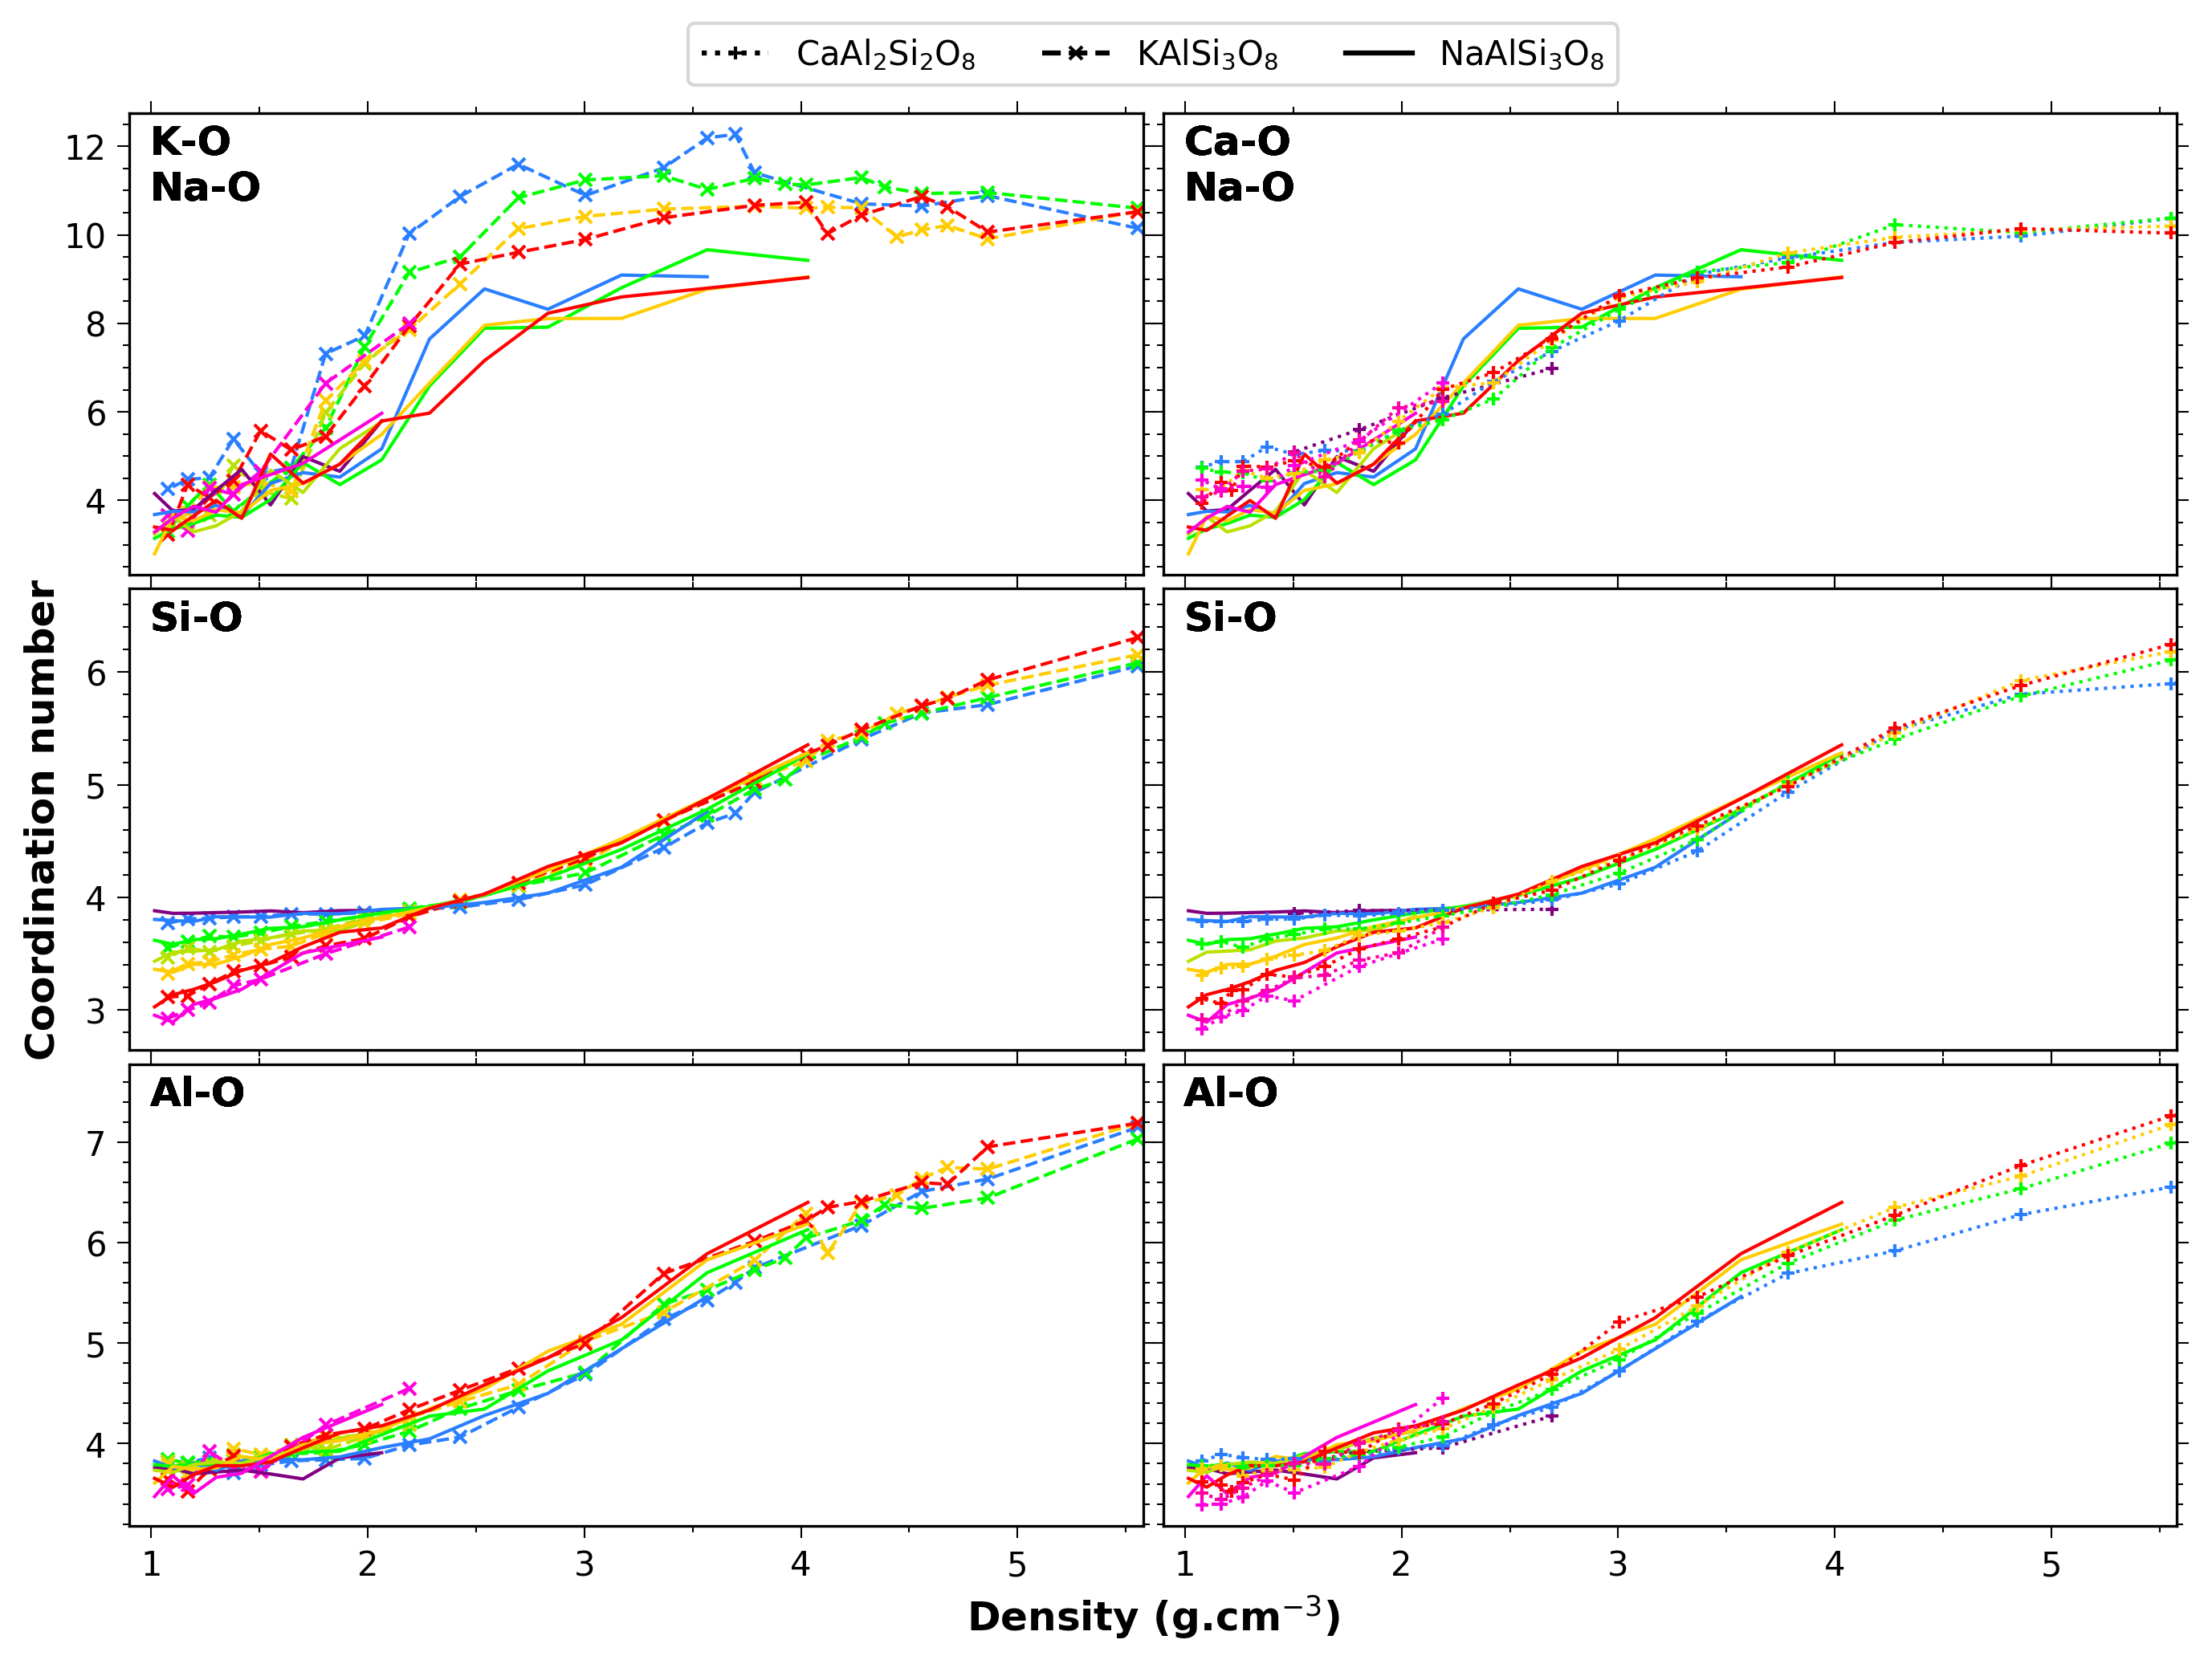 CaAl₂Si₂O₈ KAlSi₃O₈ NaAlSi₃O₈
K-O
Na-O
Ca-O
Na-O
12
10
8
6
4
Coordination number
Si-O
Si-O
6
5
4
3
Al-O
Al-O
7
6
5
4
1 2 3 4 5
1 2 3 4 5
Density (g.cm⁻³)